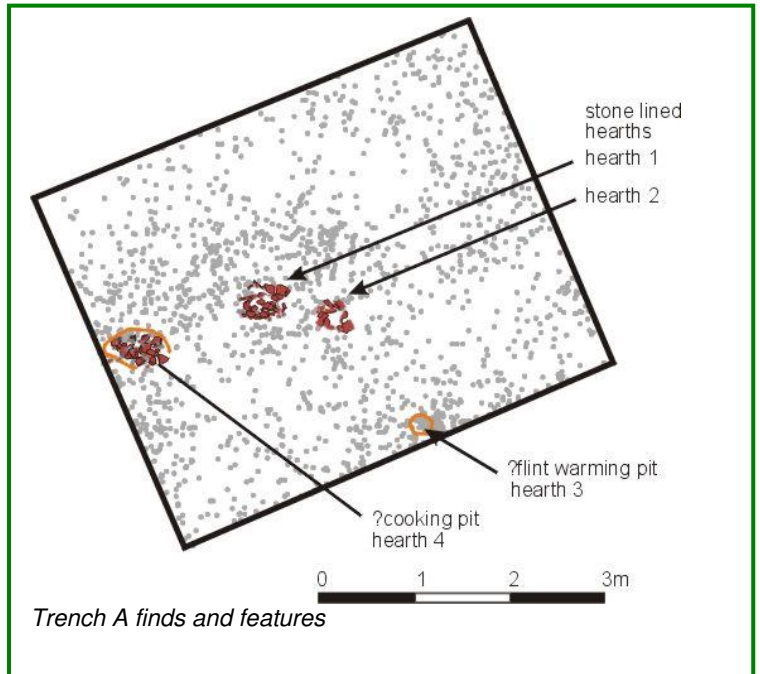 stone lined
hearths
hearth 1
hearth 2
?flint warming pit
hearth 3
?cooking pit
hearth 4
0 1 2 3m
Trench A finds and features